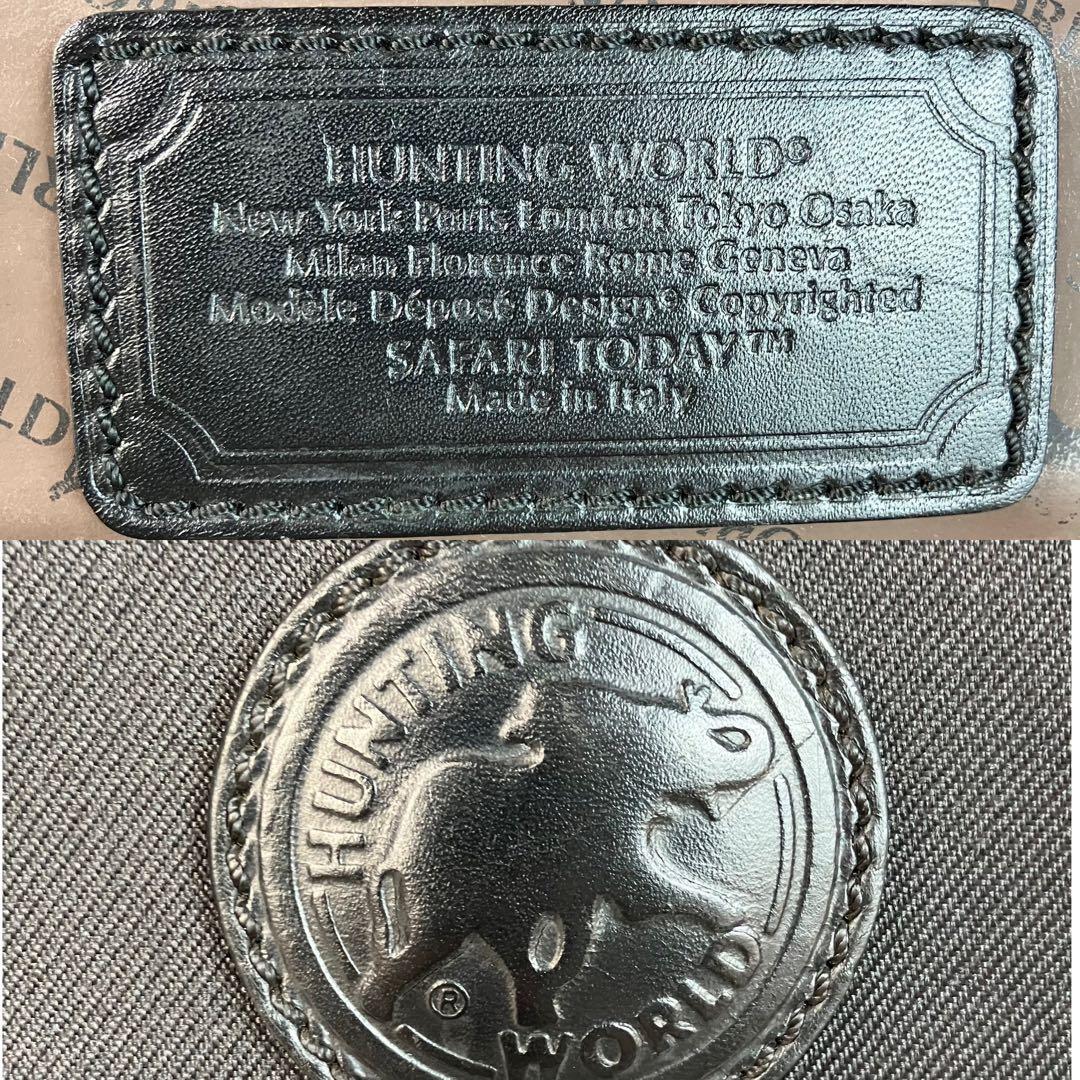 HUNTING WORLD®
New York Paris London Tokyo Osaka
Milan Florence Rome Geneva
Modèle Déposé Design® Copyrighted
SAFARI TODAY™
Made in Italy
HUNTING
®
WORLD